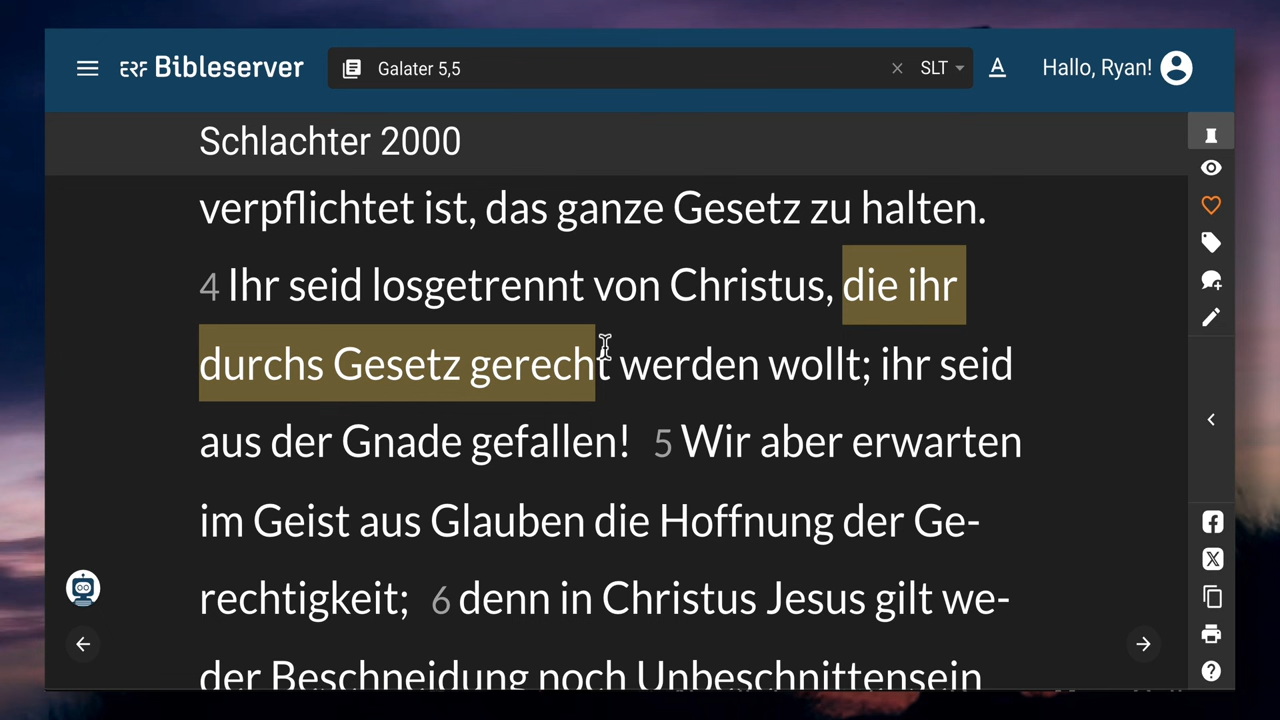 ERF Bibleserver
Galater 5,5
SLT
A
Hallo, Ryan!
Schlachter 2000
verpflichtet ist, das ganze Gesetz zu halten.
4 Ihr seid losgetrennt von Christus, die ihr
durchs Gesetz gerecht werden wollt; ihr seid
aus der Gnade gefallen! 5 Wir aber erwarten
im Geist aus Glauben die Hoffnung der Ge-
rechtigkeit; 6 denn in Christus Jesus gilt we-
der Beschneidung noch Unbeschnittensein